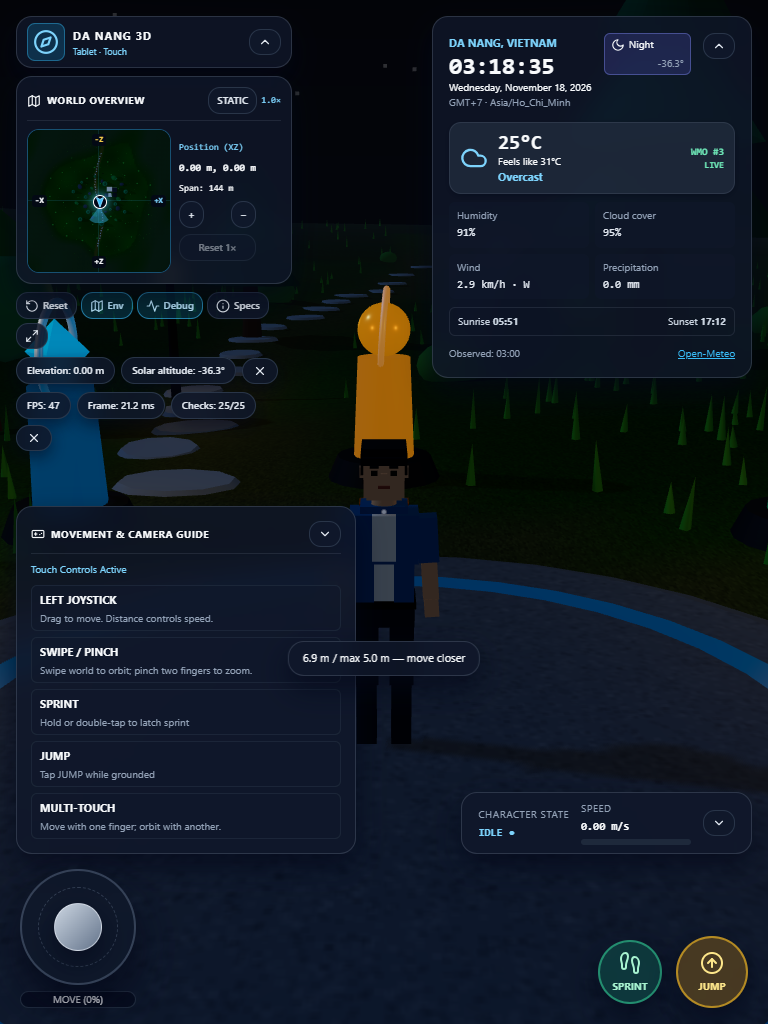 DA NANG 3D
Tablet · Touch
WORLD OVERVIEW
STATIC
1.0×
-Z
-X
+X
+Z
Position (XZ)
0.00 m, 0.00 m
Span: 144 m
+
−
Reset 1×
Reset
Env
Debug
Specs
Elevation: 0.00 m
Solar altitude: -36.3°
FPS: 47
Frame: 21.2 ms
Checks: 25/25
DA NANG, VIETNAM
03:18:35
Wednesday, November 18, 2026
GMT+7 · Asia/Ho_Chi_Minh
Night
-36.3°
25°C
Feels like 31°C
Overcast
WMO #3
LIVE
Humidity
91%
Cloud cover
95%
Wind
2.9 km/h · W
Precipitation
0.0 mm
Sunrise 05:51
Sunset 17:12
Observed: 03:00
Open-Meteo
MOVEMENT & CAMERA GUIDE
Touch Controls Active
LEFT JOYSTICK
Drag to move. Distance controls speed.
SWIPE / PINCH
Swipe world to orbit; pinch two fingers to zoom.
SPRINT
Hold or double-tap to latch sprint
JUMP
Tap JUMP while grounded
MULTI-TOUCH
Move with one finger; orbit with another.
6.9 m / max 5.0 m — move closer
CHARACTER STATE
IDLE
SPEED
0.00 m/s
MOVE (0%)
SPRINT
JUMP